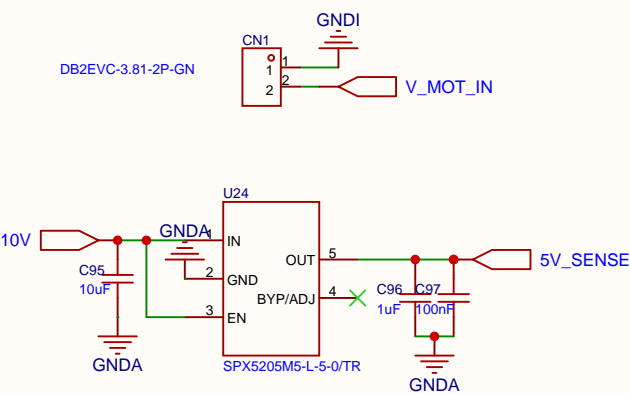 GNDI
CN1
DB2EVC-3.81-2P-GN
1
1
2
2
V_MOT_IN
U24
10V
GNDA
1
IN
OUT
5
5V_SENSE
C95
10uF
2
GND
BYP/ADJ
4
C96
C97
1uF
100nF
3
EN
GNDA
SPX5205M5-L-5-0/TR
GNDA